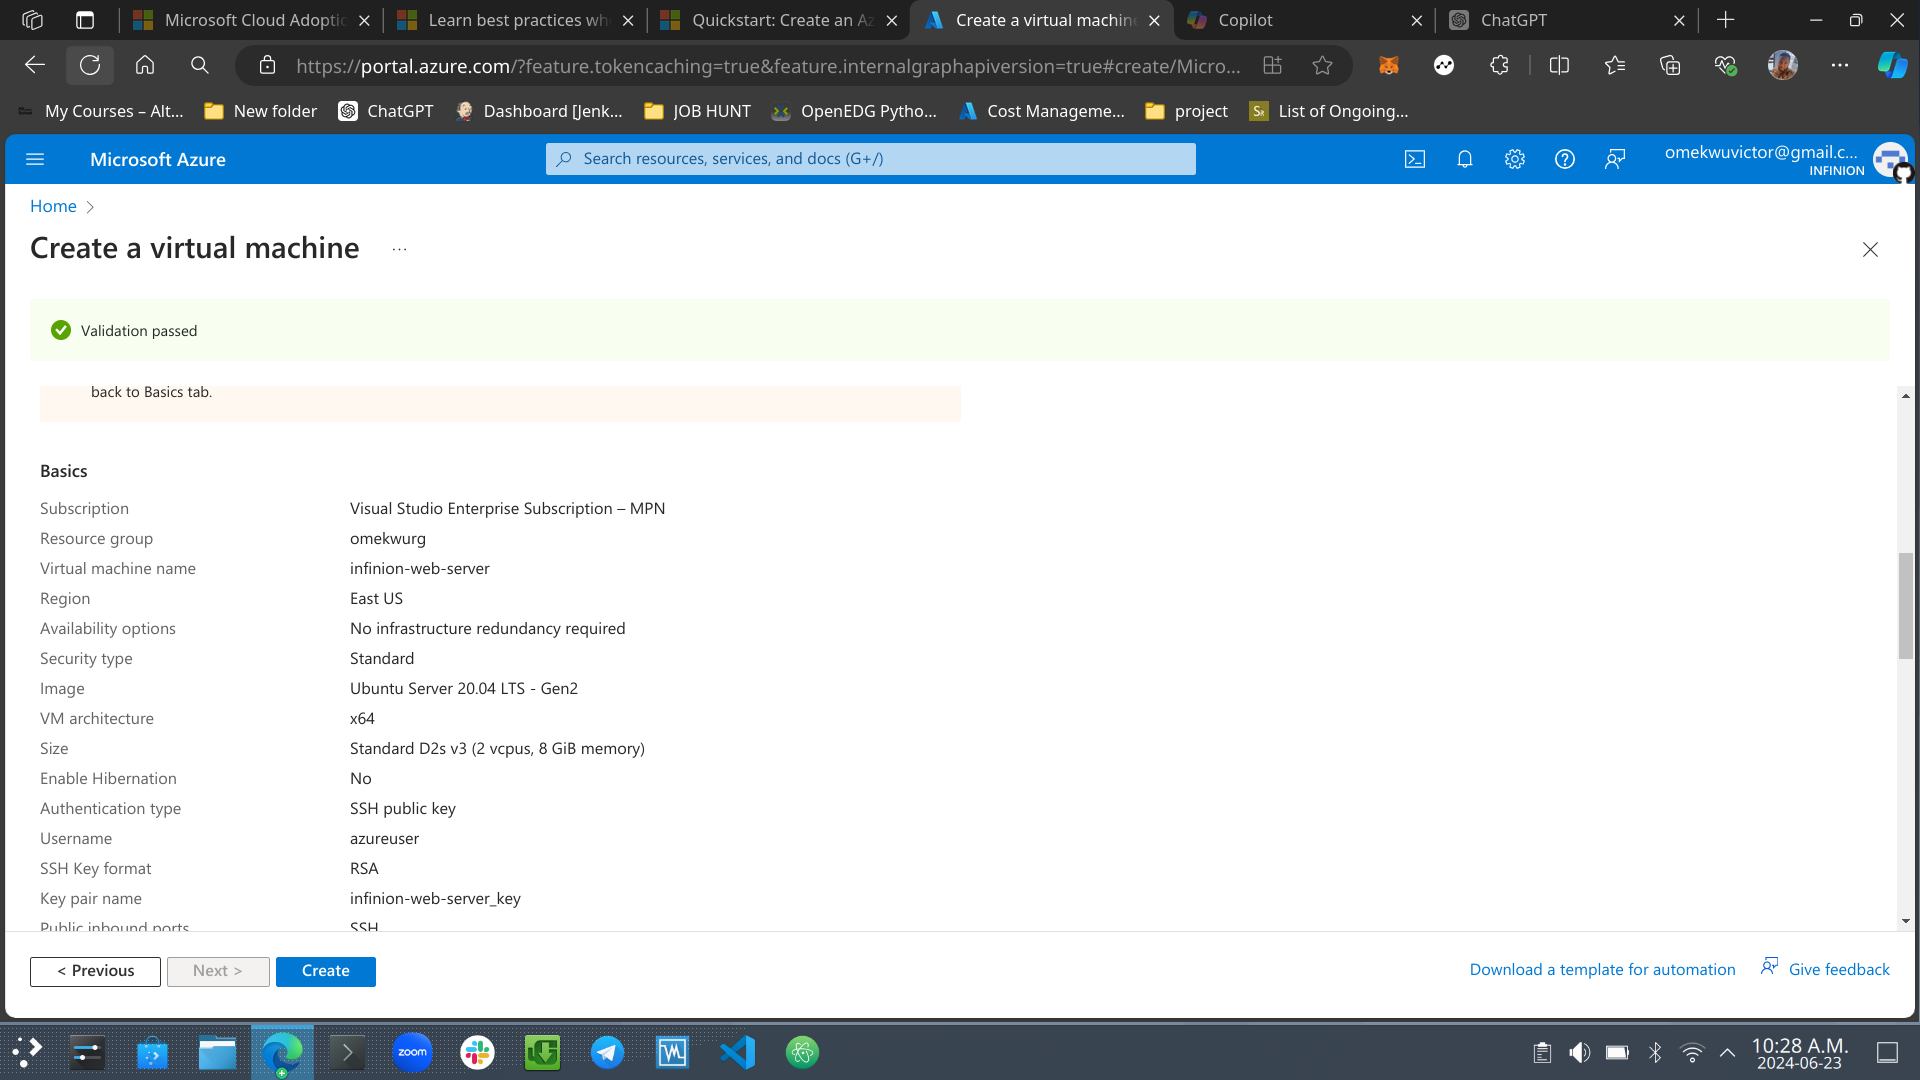 Microsoft Cloud Adoptic
Learn best practices wh
Quickstart: Create an Az
Create a virtual machine
Copilot
ChatGPT
https://portal.azure.com/?feature.tokencaching=true&feature.internalgraphapiversion=true#create/Micro...
My Courses – Alt...
New folder
ChatGPT
Dashboard [Jenk...
JOB HUNT
OpenEDG Pytho...
Cost Manageme...
project
List of Ongoing...
Microsoft Azure
Search resources, services, and docs (G+/)
omekwuvictor@gmail.c...
INFINION
Home >
Create a virtual machine ...
Validation passed
back to Basics tab.
Basics
Subscription Visual Studio Enterprise Subscription – MPN
Resource group omekwurg
Virtual machine name infinion-web-server
Region East US
Availability options No infrastructure redundancy required
Security type Standard
Image Ubuntu Server 20.04 LTS - Gen2
VM architecture x64
Size Standard D2s v3 (2 vcpus, 8 GiB memory)
Enable Hibernation No
Authentication type SSH public key
Username azureuser
SSH Key format RSA
Key pair name infinion-web-server_key
Public inbound ports SSH
< Previous
Next >
Create
Download a template for automation
Give feedback
zoom
10:28 A.M.
2024-06-23